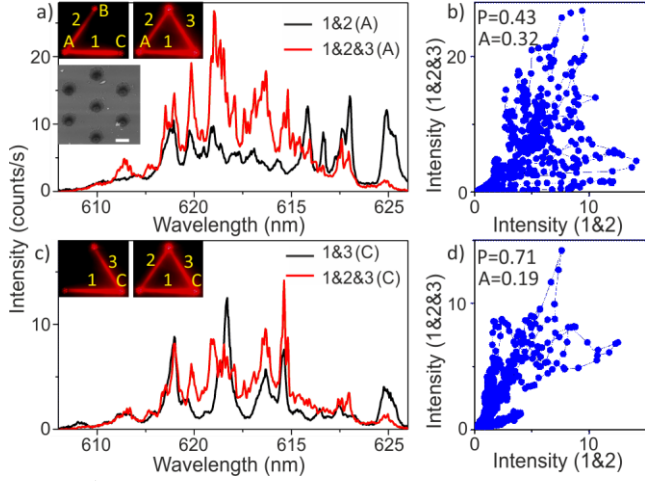 a)
B
2
A 1 C
2 3
1
1&2 (A)
1&2&3 (A)
20
10
0
610 620 615 625
Wavelength (nm)
Intensity (counts/s)
b)
P=0.43
A=0.32
20
10
0
0 10
Intensity (1&2&3)
Intensity (1&2)
c)
3
1 C
2 3
1 C
1&3 (C)
1&2&3 (C)
10
0
610 620 615 625
Wavelength (nm)
d)
P=0.71
A=0.19
10
0
0 10
Intensity (1&2&3)
Intensity (1&2)